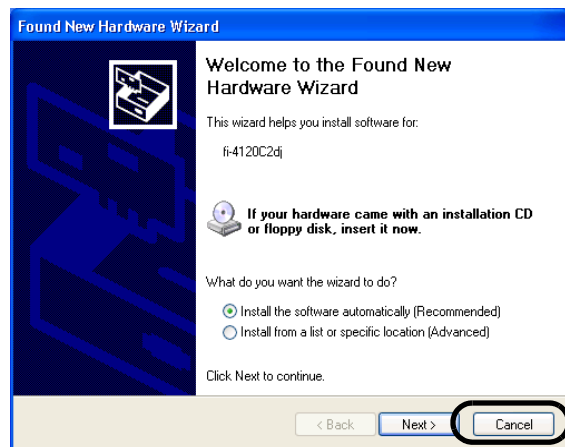 Found New Hardware Wizard
Welcome to the Found New
Hardware Wizard
This wizard helps you install software for:
fi-4120C2dj
If your hardware came with an installation CD
or floppy disk, insert it now.
What do you want the wizard to do?
Install the software automatically (Recommended)
Install from a list or specific location (Advanced)
Click Next to continue.
< Back
Next >
Cancel